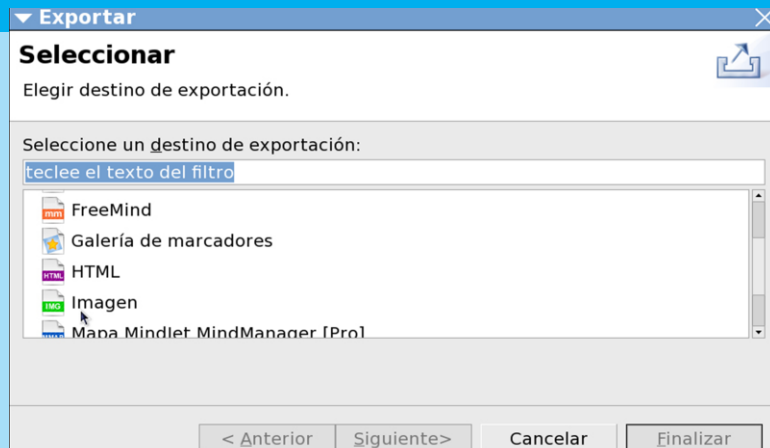 Exportar
Seleccionar
Elegir destino de exportación.
Seleccione un destino de exportación:
teclee el texto del filtro
mm FreeMind
Galería de marcadores
HTML HTML
IMG Imagen
Mapa Mindjet MindManager [Pro]
< Anterior Siguiente> Cancelar Finalizar